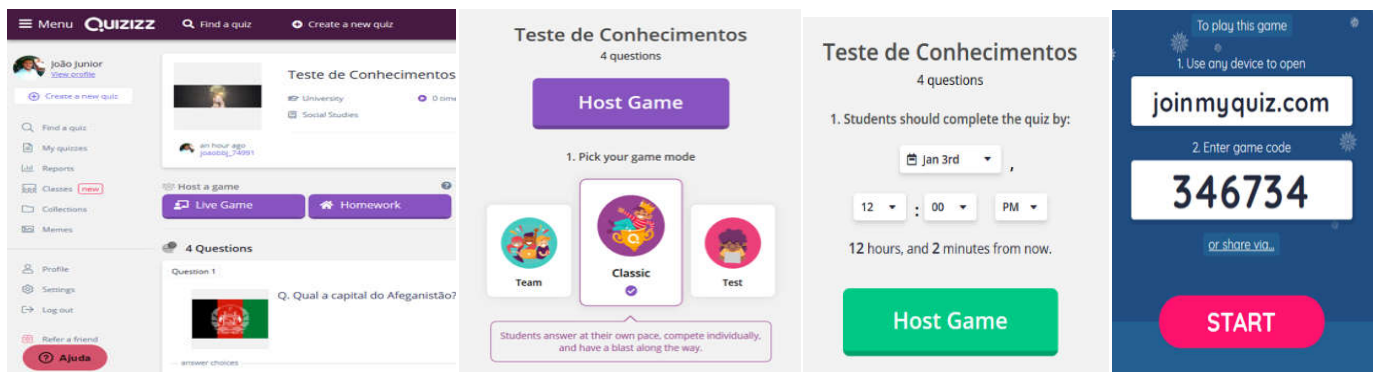 Menu Quizizz
Find a quiz
Create a new quiz
João Junior
View profile
Create a new quiz
Find a quiz
My quizzes
Reports
Classes new
Collections
Memes
Profile
Settings
Log out
Refer a friend
Ajuda
Teste de Conhecimentos
University
0 time
Social Studies
an hour ago
joaobbj_74991
Host a game
Live Game
Homework
4 Questions
Question 1
Q. Qual a capital do Afeganistão?
answer choices
Teste de Conhecimentos
4 questions
Host Game
1. Pick your game mode
Team
Classic
Test
Students answer at their own pace, compete individually,
and have a blast along the way.
Teste de Conhecimentos
4 questions
1. Students should complete the quiz by:
Jan 3rd ,
12 : 00 PM
12 hours, and 2 minutes from now.
Host Game
To play this game
1. Use any device to open
joinmyquiz.com
2. Enter game code
346734
or share via...
START